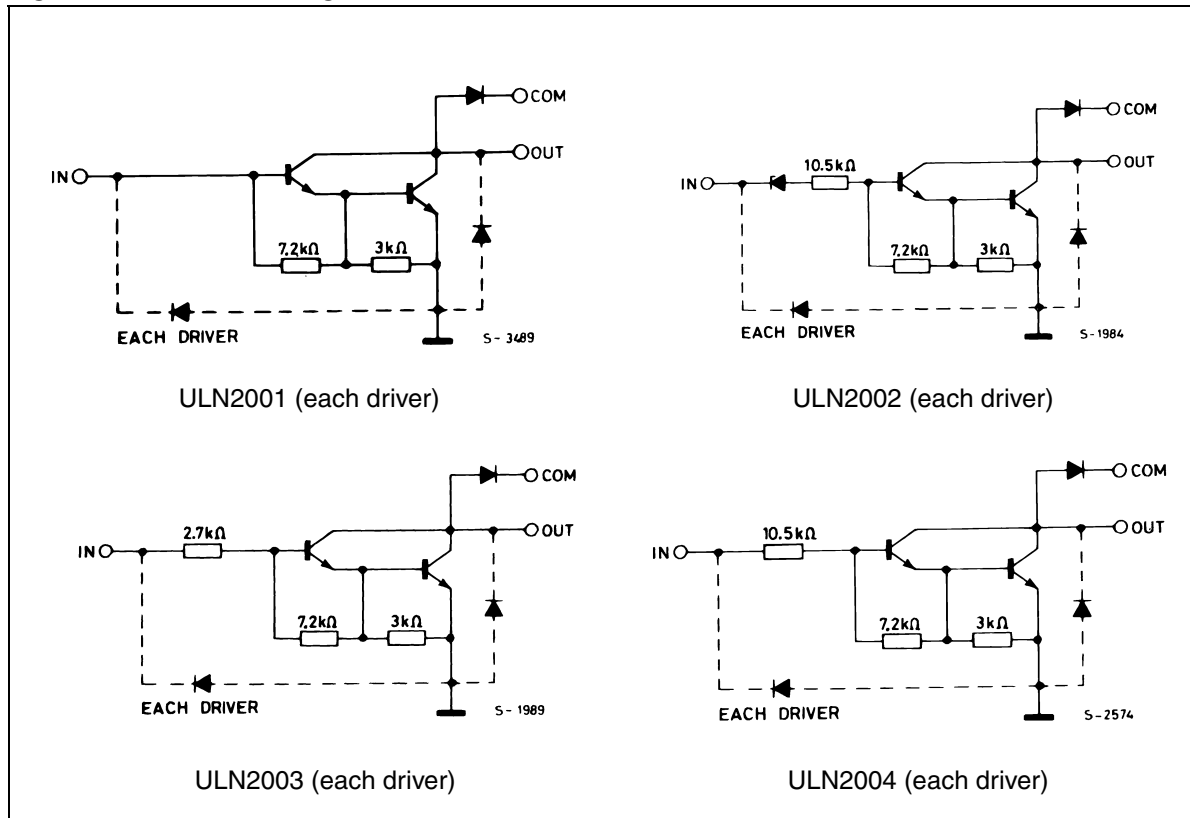 COM
OUT
IN
7.2kΩ
3kΩ
EACH DRIVER
S-3489
ULN2001 (each driver)
COM
OUT
10.5kΩ
IN
7.2kΩ
3kΩ
EACH DRIVER
S-1984
ULN2002 (each driver)
COM
OUT
2.7kΩ
IN
7.2kΩ
3kΩ
EACH DRIVER
S-1989
ULN2003 (each driver)
COM
OUT
10.5kΩ
IN
7.2kΩ
3kΩ
EACH DRIVER
S-2574
ULN2004 (each driver)